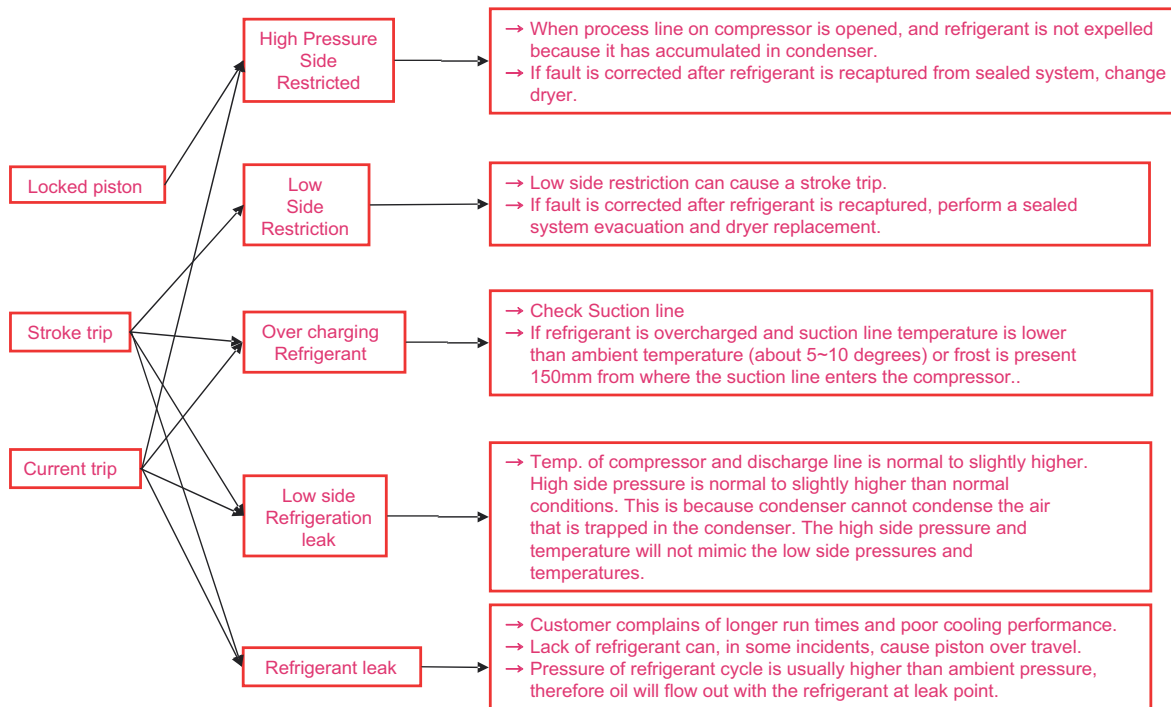 High Pressure
Side
Restricted
→ When process line on compressor is opened, and refrigerant is not expelled
because it has accumulated in condenser.
→ If fault is corrected after refrigerant is recaptured from sealed system, change
dryer.
Locked piston
Low
Side
Restriction
→ Low side restriction can cause a stroke trip.
→ If fault is corrected after refrigerant is recaptured, perform a sealed
system evacuation and dryer replacement.
Stroke trip
Over charging
Refrigerant
→ Check Suction line
→ If refrigerant is overcharged and suction line temperature is lower
than ambient temperature (about 5~10 degrees) or frost is present
150mm from where the suction line enters the compressor..
Current trip
Low side
Refrigeration
leak
→ Temp. of compressor and discharge line is normal to slightly higher.
High side pressure is normal to slightly higher than normal
conditions. This is because condenser cannot condense the air
that is trapped in the condenser. The high side pressure and
temperature will not mimic the low side pressures and
temperatures.
Refrigerant leak
→ Customer complains of longer run times and poor cooling performance.
→ Lack of refrigerant can, in some incidents, cause piston over travel.
→ Pressure of refrigerant cycle is usually higher than ambient pressure,
therefore oil will flow out with the refrigerant at leak point.